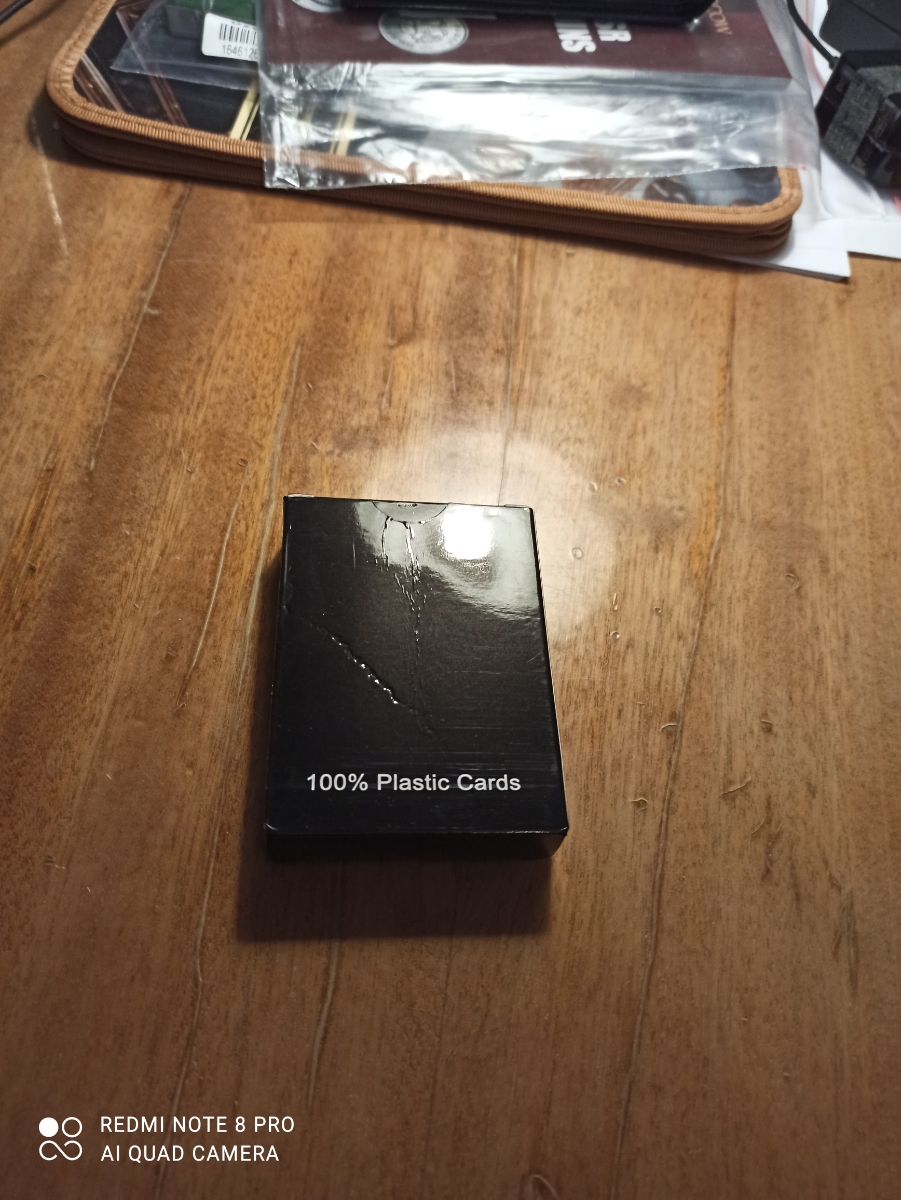 100% Plastic Cards
REDMI NOTE 8 PRO
AI QUAD CAMERA